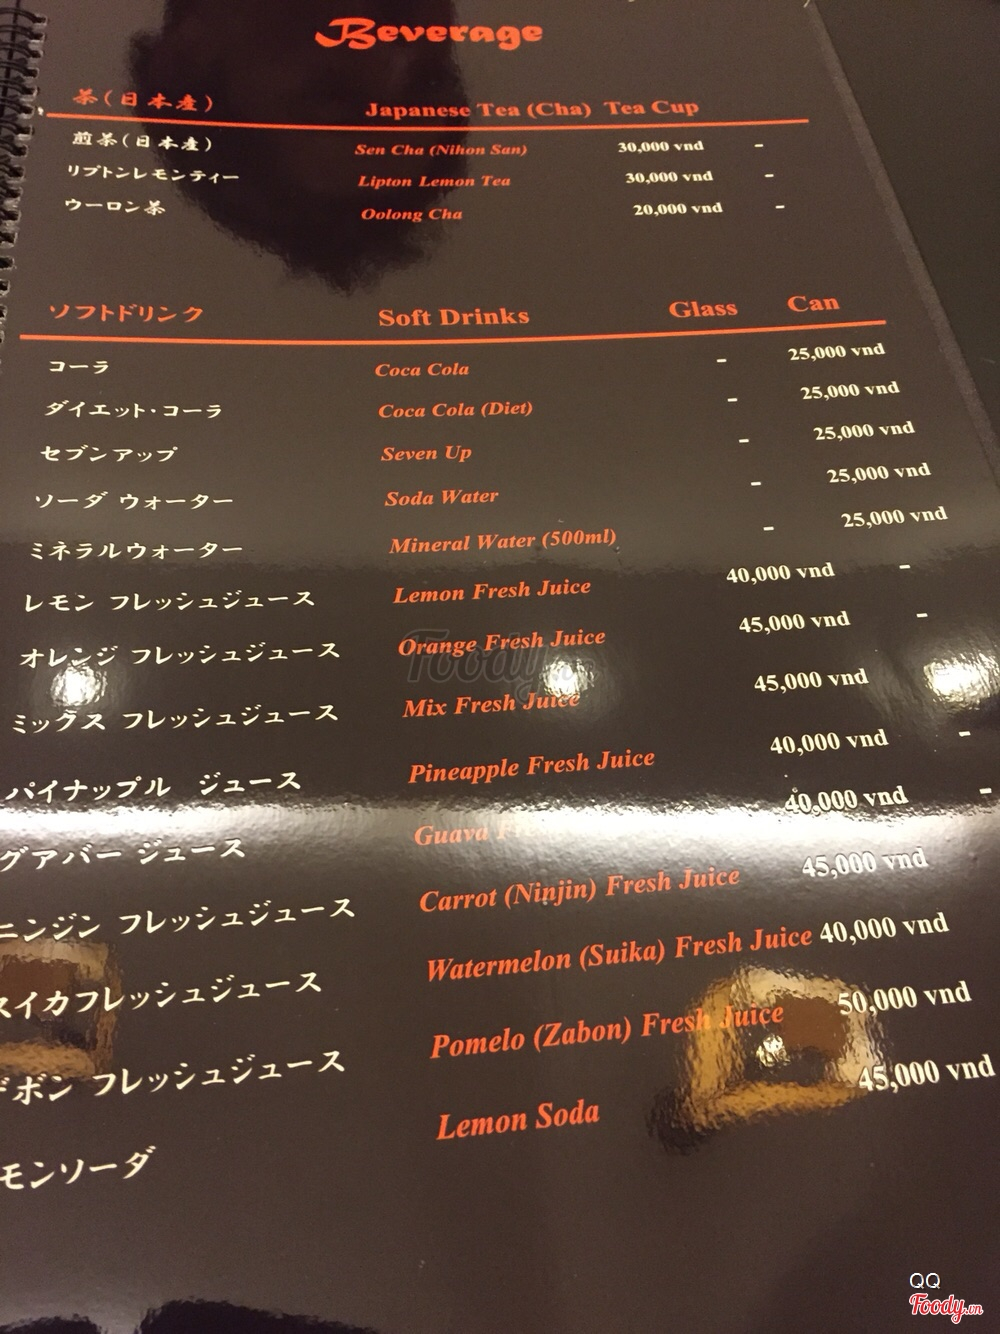 Beverage
茶(日本産) Japanese Tea (Cha) Tea Cup
煎茶(日本産) Sen Cha (Nihon San) 30,000 vnd -
リプトンレモンティー Lipton Lemon Tea 30,000 vnd -
ウーロン茶 Oolong Cha 20,000 vnd -
ソフトドリンク Soft Drinks Glass Can
コーラ Coca Cola - 25,000 vnd
ダイエット・コーラ Coca Cola (Diet) - 25,000 vnd
セブンアップ Seven Up - 25,000 vnd
ソーダ ウォーター Soda Water - 25,000 vnd
ミネラルウォーター Mineral Water (500ml) - 25,000 vnd
レモン フレッシュジュース Lemon Fresh Juice 40,000 vnd -
オレンジ フレッシュジュース Orange Fresh Juice 45,000 vnd -
ミックス フレッシュジュース Mix Fresh Juice 45,000 vnd
パイナップル ジュース Pineapple Fresh Juice 40,000 vnd -
グアバー ジュース Guava 40,000 vnd -
ニンジン フレッシュジュース Carrot (Ninjin) Fresh Juice 45,000 vnd
スイカフレッシュジュース Watermelon (Suika) Fresh Juice 40,000 vnd
ボン フレッシュジュース Pomelo (Zabon) Fresh Juice 50,000 vnd
モンソーダ Lemon Soda 45,000 vnd
Foody
QQ
Foody.vn